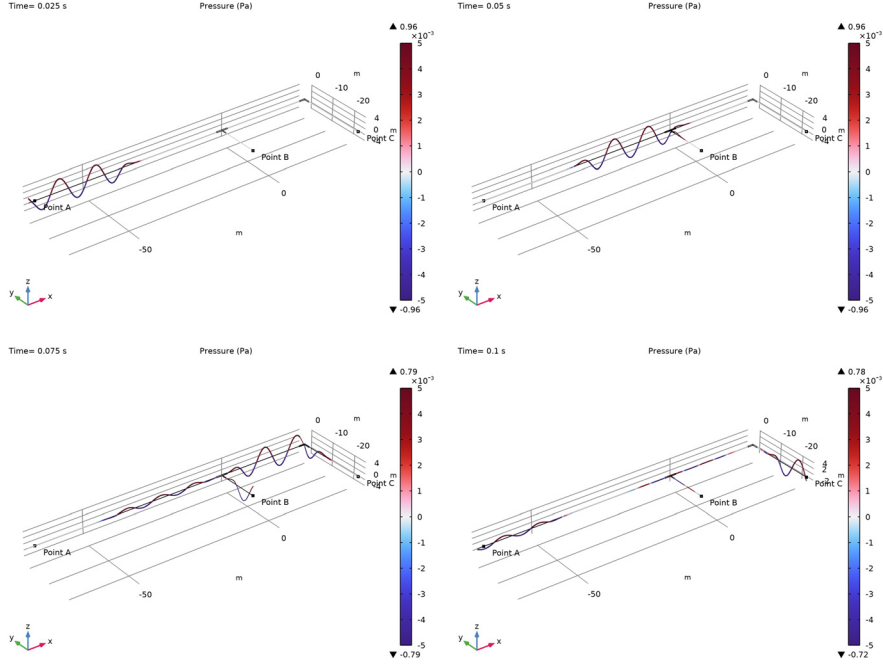 Time= 0.025 s Pressure (Pa)
▲ 0.96
×10⁻³
5
4
3
2
1
0
-1
-2
-3
-4
-5
▼ -0.96
0
m
-10
-20
4
0 m
Point C
Point B
0
Point A
m
-50
z
y
x
Time= 0.05 s Pressure (Pa)
▲ 0.96
×10⁻³
5
4
3
2
1
0
-1
-2
-3
-4
-5
▼ -0.96
0
m
-10
-20
4
0 m
Point C
Point B
0
Point A
m
-50
z
y
x
Time= 0.075 s Pressure (Pa)
▲ 0.79
×10⁻³
5
4
3
2
1
0
-1
-2
-3
-4
-5
▼ -0.79
0
m
-10
-20
4
0 m
Point C
Point B
0
Point A
m
-50
z
y
x
Time= 0.1 s Pressure (Pa)
▲ 0.78
×10⁻³
5
4
3
2
1
0
-1
-2
-3
-4
-5
▼ -0.72
0
m
-10
-20
4
m
Point C
Point B
0
Point A
m
-50
z
y
x